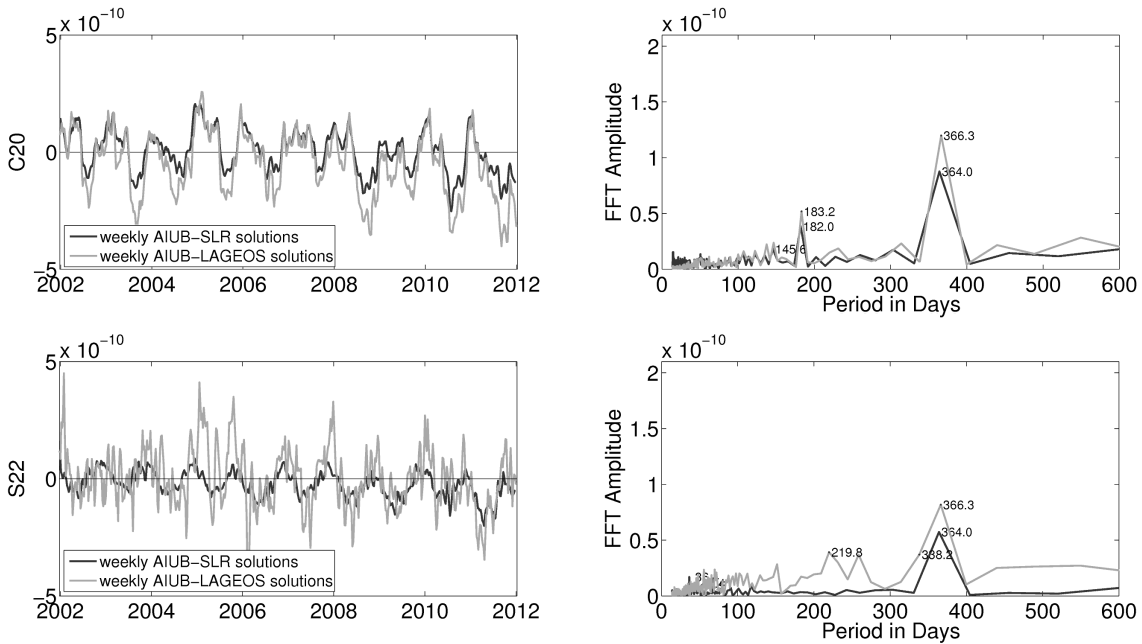 x 10⁻¹⁰
5
0
−5
C20
weekly AIUB−SLR solutions
weekly AIUB−LAGEOS solutions
2002 2004 2006 2008 2010 2012
x 10⁻¹⁰
2
1.5
1
0.5
0
FFT Amplitude
366.3
364.0
183.2
182.0
145.6
0 100 200 300 400 500 600
Period in Days
x 10⁻¹⁰
5
0
−5
S22
weekly AIUB−SLR solutions
weekly AIUB−LAGEOS solutions
2002 2004 2006 2008 2010 2012
x 10⁻¹⁰
2
1.5
1
0.5
0
FFT Amplitude
366.3
364.0
338.2
219.8
0 100 200 300 400 500 600
Period in Days